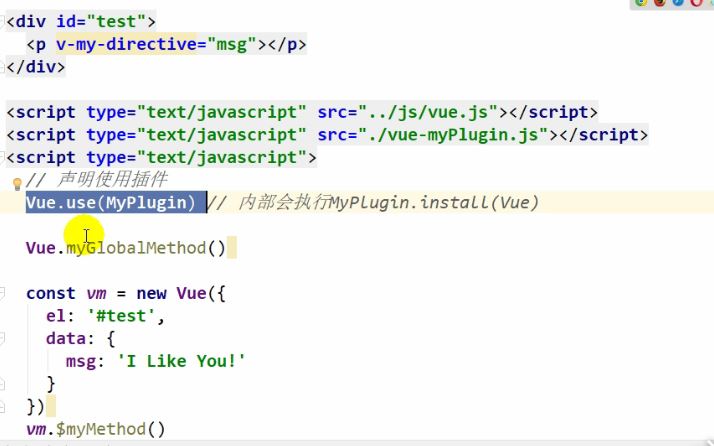 <div id="test">
  <p v-my-directive="msg"></p>
</div>
<script type="text/javascript" src="../js/vue.js"></script>
<script type="text/javascript" src="./vue-myPlugin.js"></script>
<script type="text/javascript">
  // 声明使用插件
  Vue.use(MyPlugin) // 内部会执行MyPlugin.install(Vue)
  Vue.myGlobalMethod()
  const vm = new Vue({
    el: '#test',
    data: {
      msg: 'I Like You!'
    }
  })
  vm.$myMethod()